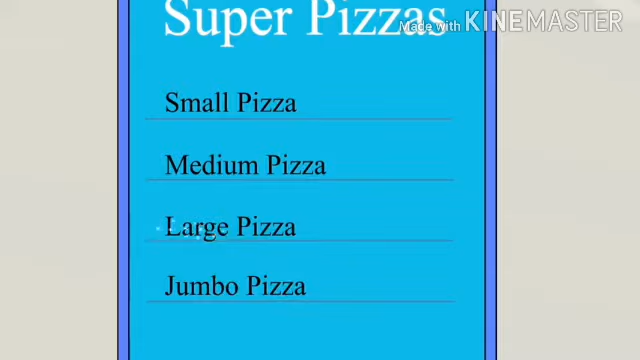 Super Pizzas
Made with KINEMASTER
Small Pizza
Medium Pizza
Large Pizza
Jumbo Pizza